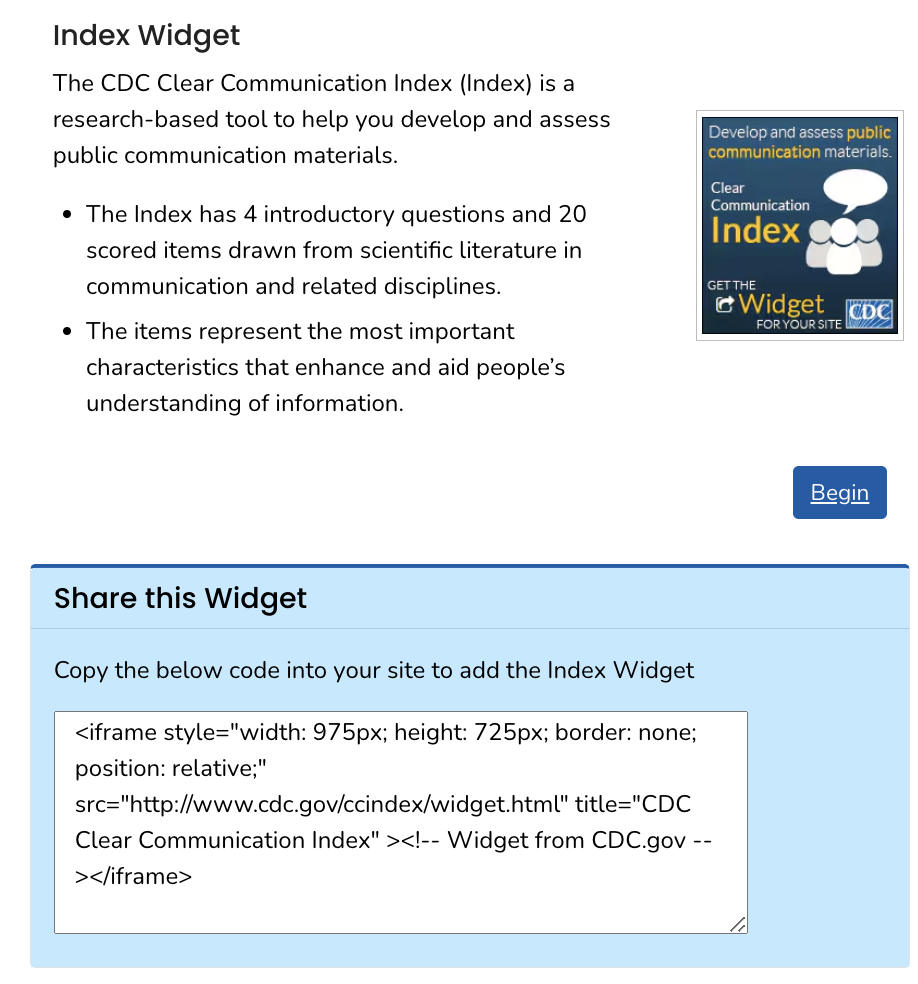 Index Widget
The CDC Clear Communication Index (Index) is a
research-based tool to help you develop and assess
public communication materials.
• The Index has 4 introductory questions and 20
scored items drawn from scientific literature in
communication and related disciplines.
• The items represent the most important
characteristics that enhance and aid people’s
understanding of information.
Develop and assess public
communication materials.
Clear
Communication
Index
GET THE
Widget
FOR YOUR SITE
CDC
Begin
Share this Widget
Copy the below code into your site to add the Index Widget
<iframe style="width: 975px; height: 725px; border: none;
position: relative;"
src="http://www.cdc.gov/ccindex/widget.html" title="CDC
Clear Communication Index" ><!-- Widget from CDC.gov --
></iframe>